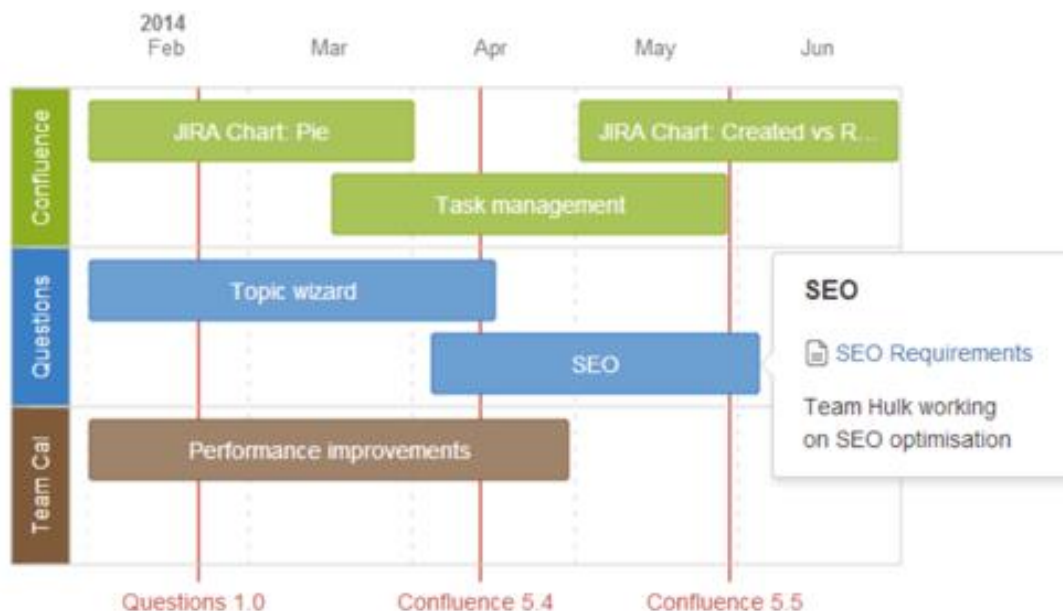 2014
Feb Mar Apr May Jun
Confluence
JIRA Chart: Pie
JIRA Chart: Created vs R...
Task management
Questions
Topic wizard
SEO
SEO
SEO Requirements
Team Hulk working
on SEO optimisation
Team Cal
Performance improvements
Questions 1.0 Confluence 5.4 Confluence 5.5